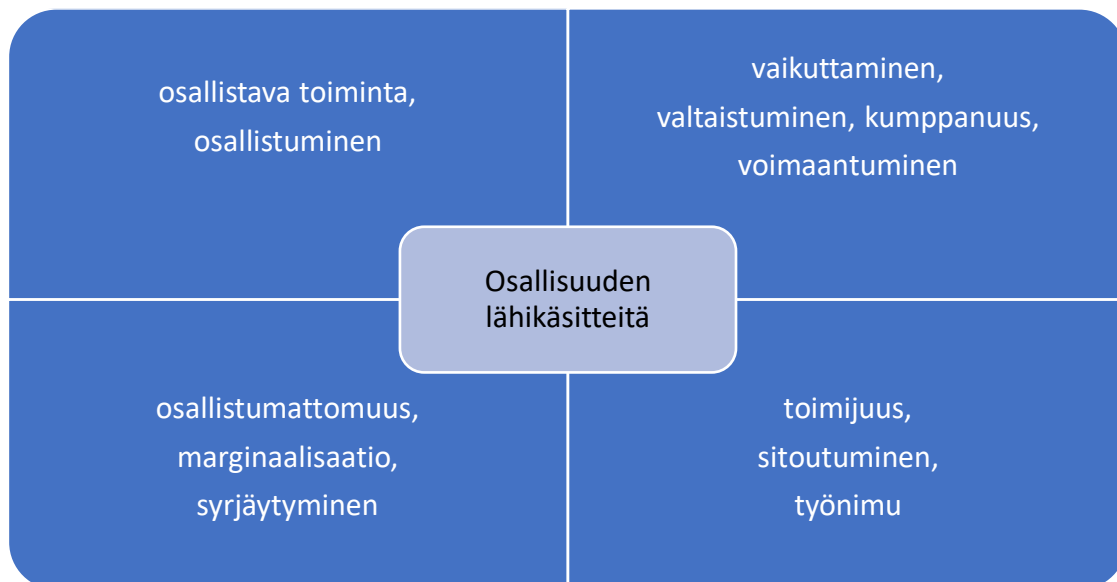 osallistava toiminta,
osallistuminen
vaikuttaminen,
valtaistuminen, kumppanuus,
voimaantuminen
Osallisuuden
lähikäsitteitä
osallistumattomuus,
marginaalisaatio,
syrjäytyminen
toimijuus,
sitoutuminen,
työnimu